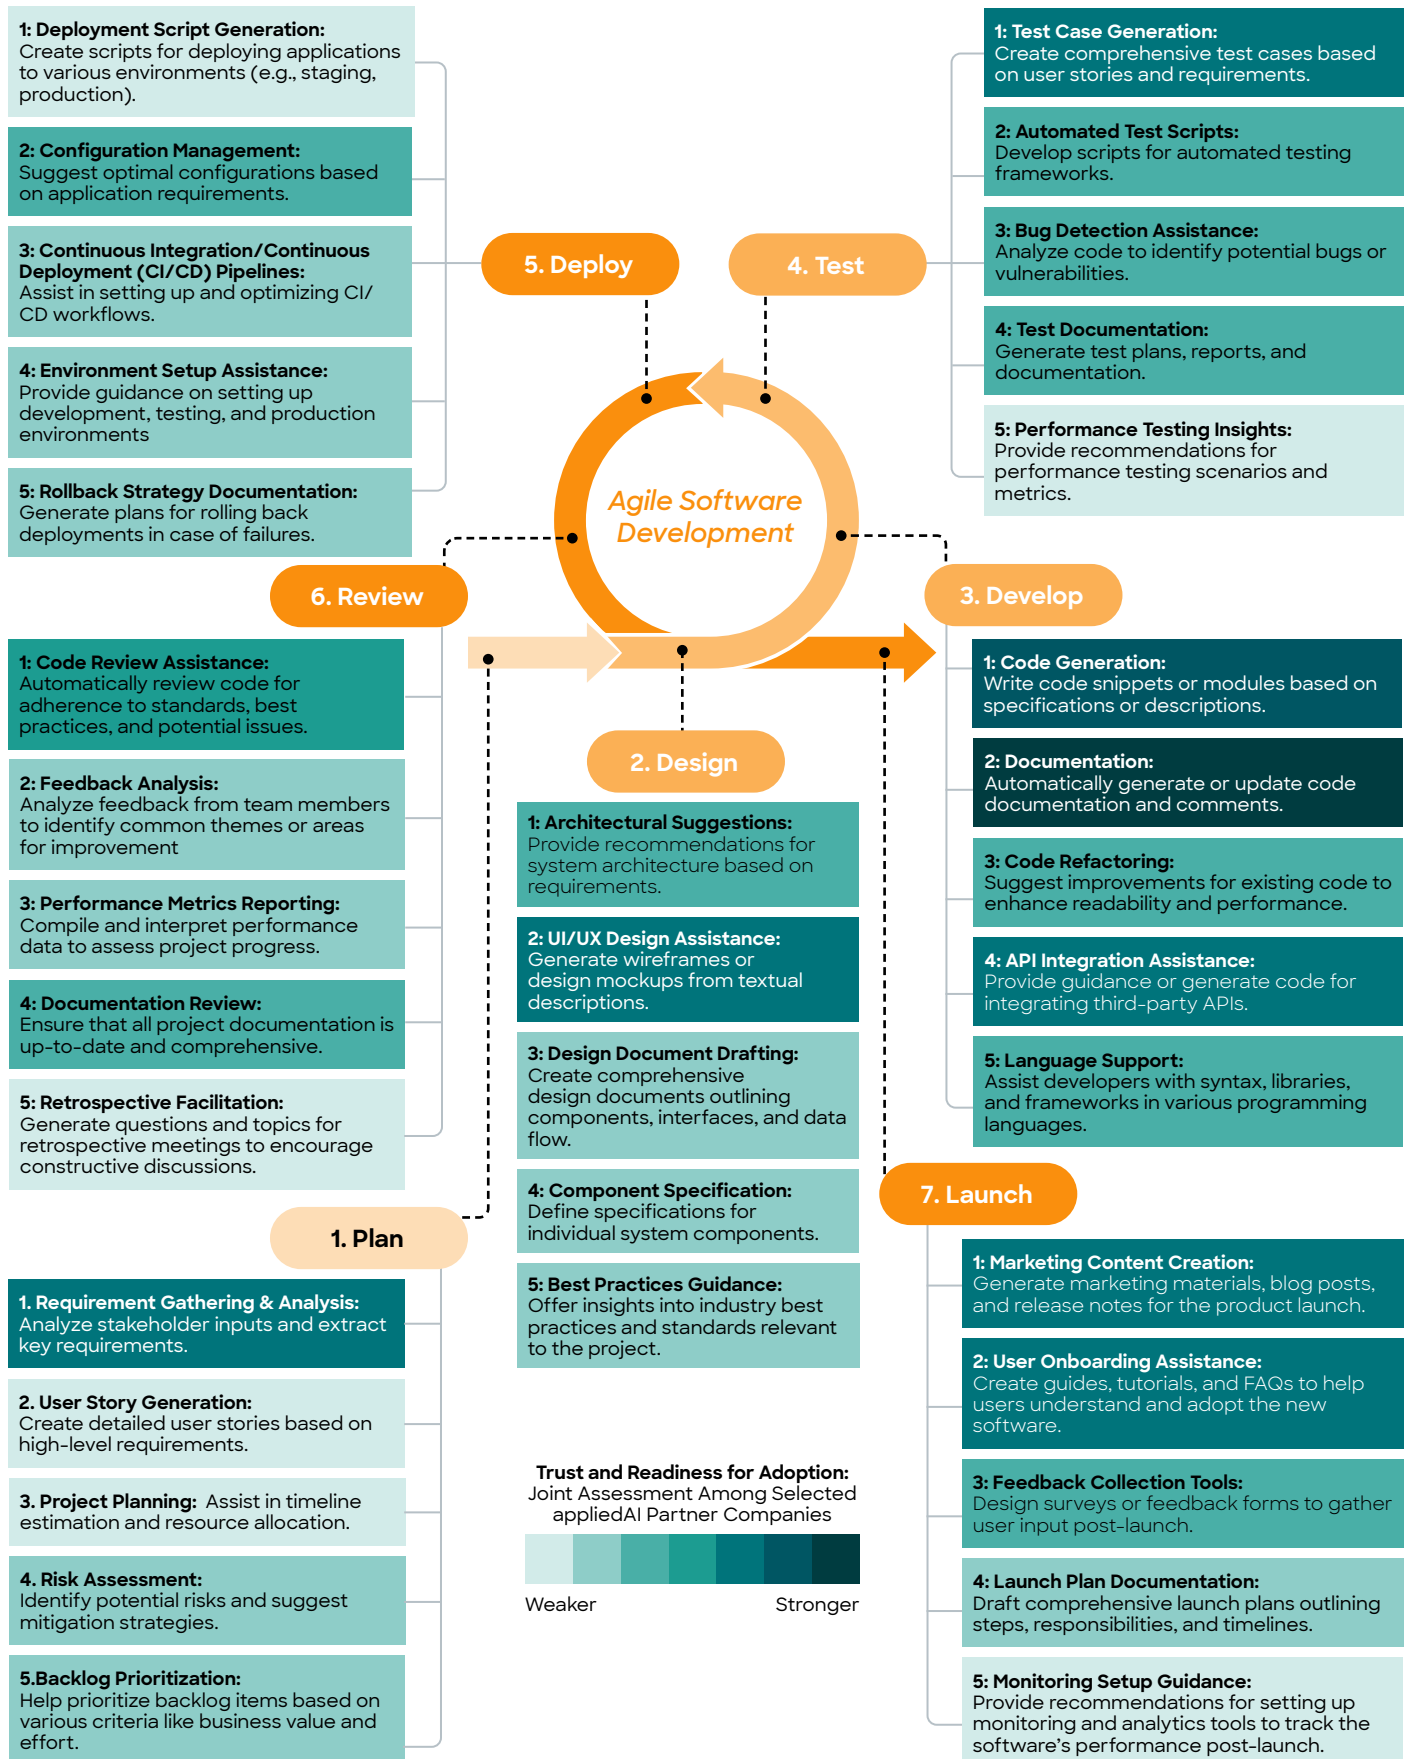 1: Deployment Script Generation:
Create scripts for deploying applications
to various environments (e.g., staging,
production).
2: Configuration Management:
Suggest optimal configurations based
on application requirements.
3: Continuous Integration/Continuous
Deployment (CI/CD) Pipelines:
Assist in setting up and optimizing CI/
CD workflows.
4: Environment Setup Assistance:
Provide guidance on setting up
development, testing, and production
environments
5: Rollback Strategy Documentation:
Generate plans for rolling back
deployments in case of failures.
5. Deploy
4. Test
1: Test Case Generation:
Create comprehensive test cases based
on user stories and requirements.
2: Automated Test Scripts:
Develop scripts for automated testing
frameworks.
3: Bug Detection Assistance:
Analyze code to identify potential bugs or
vulnerabilities.
4: Test Documentation:
Generate test plans, reports, and
documentation.
5: Performance Testing Insights:
Provide recommendations for
performance testing scenarios and
metrics.
Agile Software
Development
6. Review
1: Code Review Assistance:
Automatically review code for
adherence to standards, best
practices, and potential issues.
2: Feedback Analysis:
Analyze feedback from team members
to identify common themes or areas
for improvement
3: Performance Metrics Reporting:
Compile and interpret performance
data to assess project progress.
4: Documentation Review:
Ensure that all project documentation is
up-to-date and comprehensive.
5: Retrospective Facilitation:
Generate questions and topics for
retrospective meetings to encourage
constructive discussions.
2. Design
1: Architectural Suggestions:
Provide recommendations for
system architecture based on
requirements.
2: UI/UX Design Assistance:
Generate wireframes or
design mockups from textual
descriptions.
3: Design Document Drafting:
Create comprehensive
design documents outlining
components, interfaces, and data
flow.
4: Component Specification:
Define specifications for
individual system components.
5: Best Practices Guidance:
Offer insights into industry best
practices and standards relevant
to the project.
3. Develop
1: Code Generation:
Write code snippets or modules based on
specifications or descriptions.
2: Documentation:
Automatically generate or update code
documentation and comments.
3: Code Refactoring:
Suggest improvements for existing code to
enhance readability and performance.
4: API Integration Assistance:
Provide guidance or generate code for
integrating third-party APIs.
5: Language Support:
Assist developers with syntax, libraries,
and frameworks in various programming
languages.
1. Plan
1. Requirement Gathering & Analysis:
Analyze stakeholder inputs and extract
key requirements.
2. User Story Generation:
Create detailed user stories based on
high-level requirements.
3. Project Planning: Assist in timeline
estimation and resource allocation.
4. Risk Assessment:
Identify potential risks and suggest
mitigation strategies.
5.Backlog Prioritization:
Help prioritize backlog items based on
various criteria like business value and
effort.
Trust and Readiness for Adoption:
Joint Assessment Among Selected
appliedAI Partner Companies
Weaker
Stronger
7. Launch
1: Marketing Content Creation:
Generate marketing materials, blog posts,
and release notes for the product launch.
2: User Onboarding Assistance:
Create guides, tutorials, and FAQs to help
users understand and adopt the new
software.
3: Feedback Collection Tools:
Design surveys or feedback forms to gather
user input post-launch.
4: Launch Plan Documentation:
Draft comprehensive launch plans outlining
steps, responsibilities, and timelines.
5: Monitoring Setup Guidance:
Provide recommendations for setting up
monitoring and analytics tools to track the
software's performance post-launch.